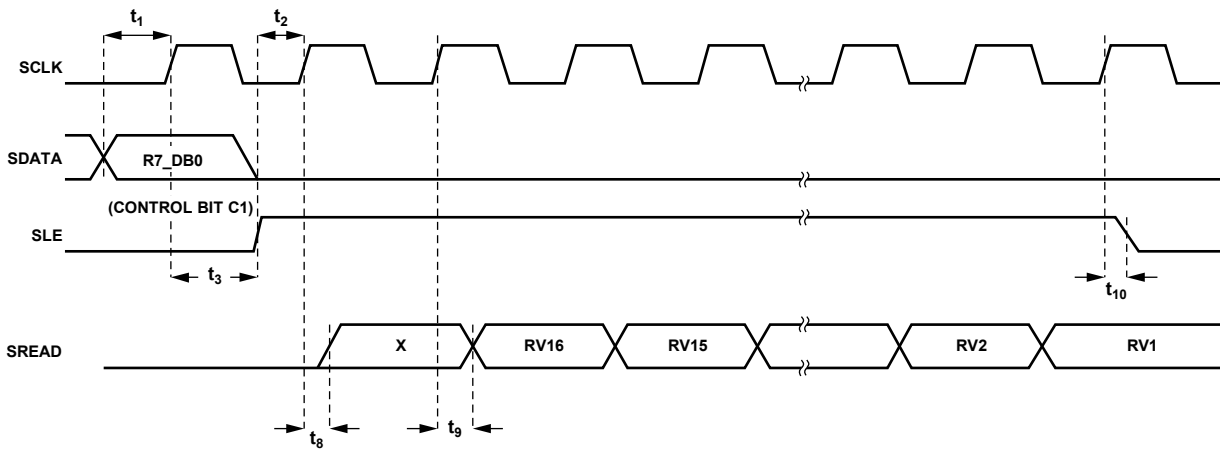 t1 t2
SCLK
SDATA R7_DB0
(CONTROL BIT C1)
SLE
t3 t10
SREAD X RV16 RV15 RV2 RV1
t8 t9